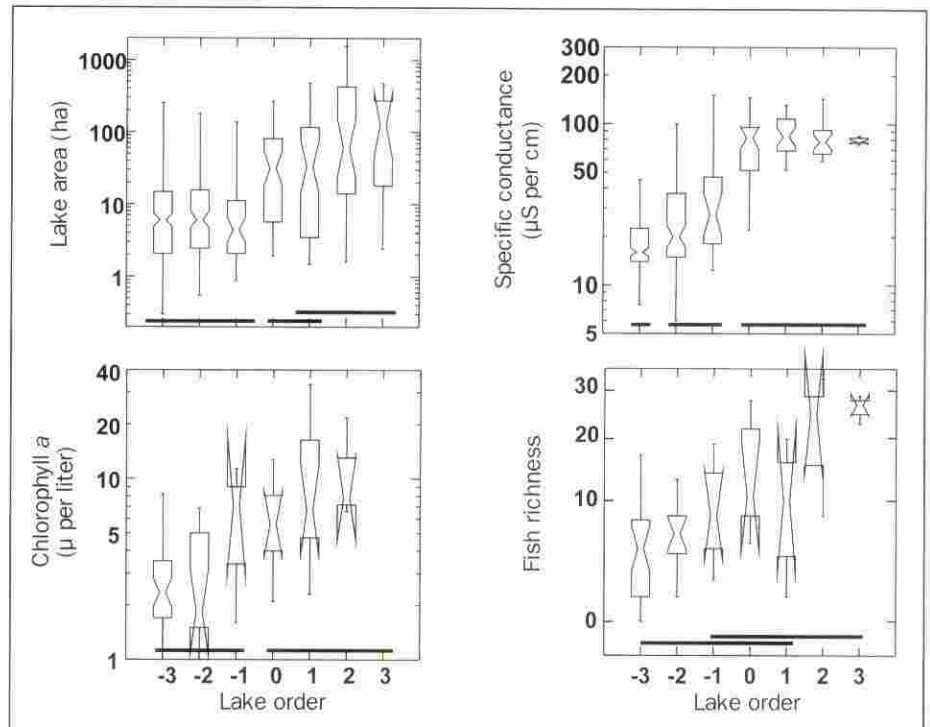 1000
100
10
1
Lake area (ha)
300
200
100
50
10
5
Specific conductance
(µS per cm)
40
20
10
5
1
Chlorophyll a
(µ per liter)
-3 -2 -1 0 1 2 3
Lake order
30
20
10
0
Fish richness
-3 -2 -1 0 1 2 3
Lake order